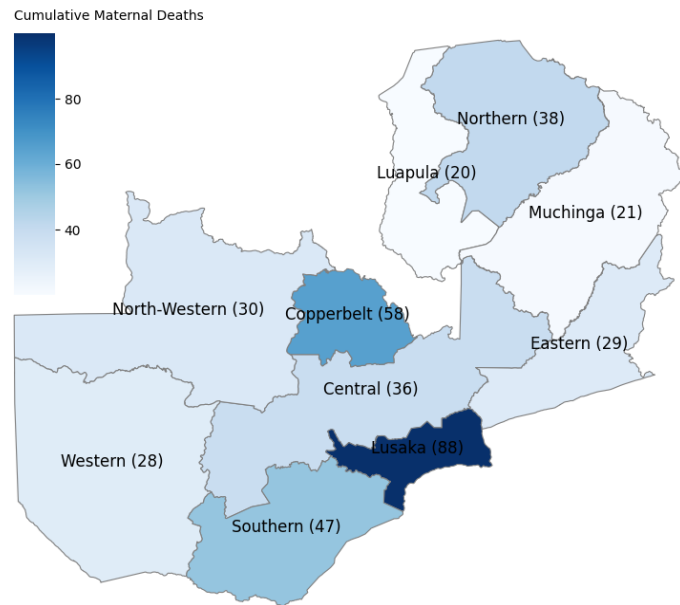 Cumulative Maternal Deaths
80
60
40
Northern (38)
Luapula (20)
Muchinga (21)
North-Western (30)
Copperbelt (58)
Eastern (29)
Central (36)
Lusaka (88)
Western (28)
Southern (47)